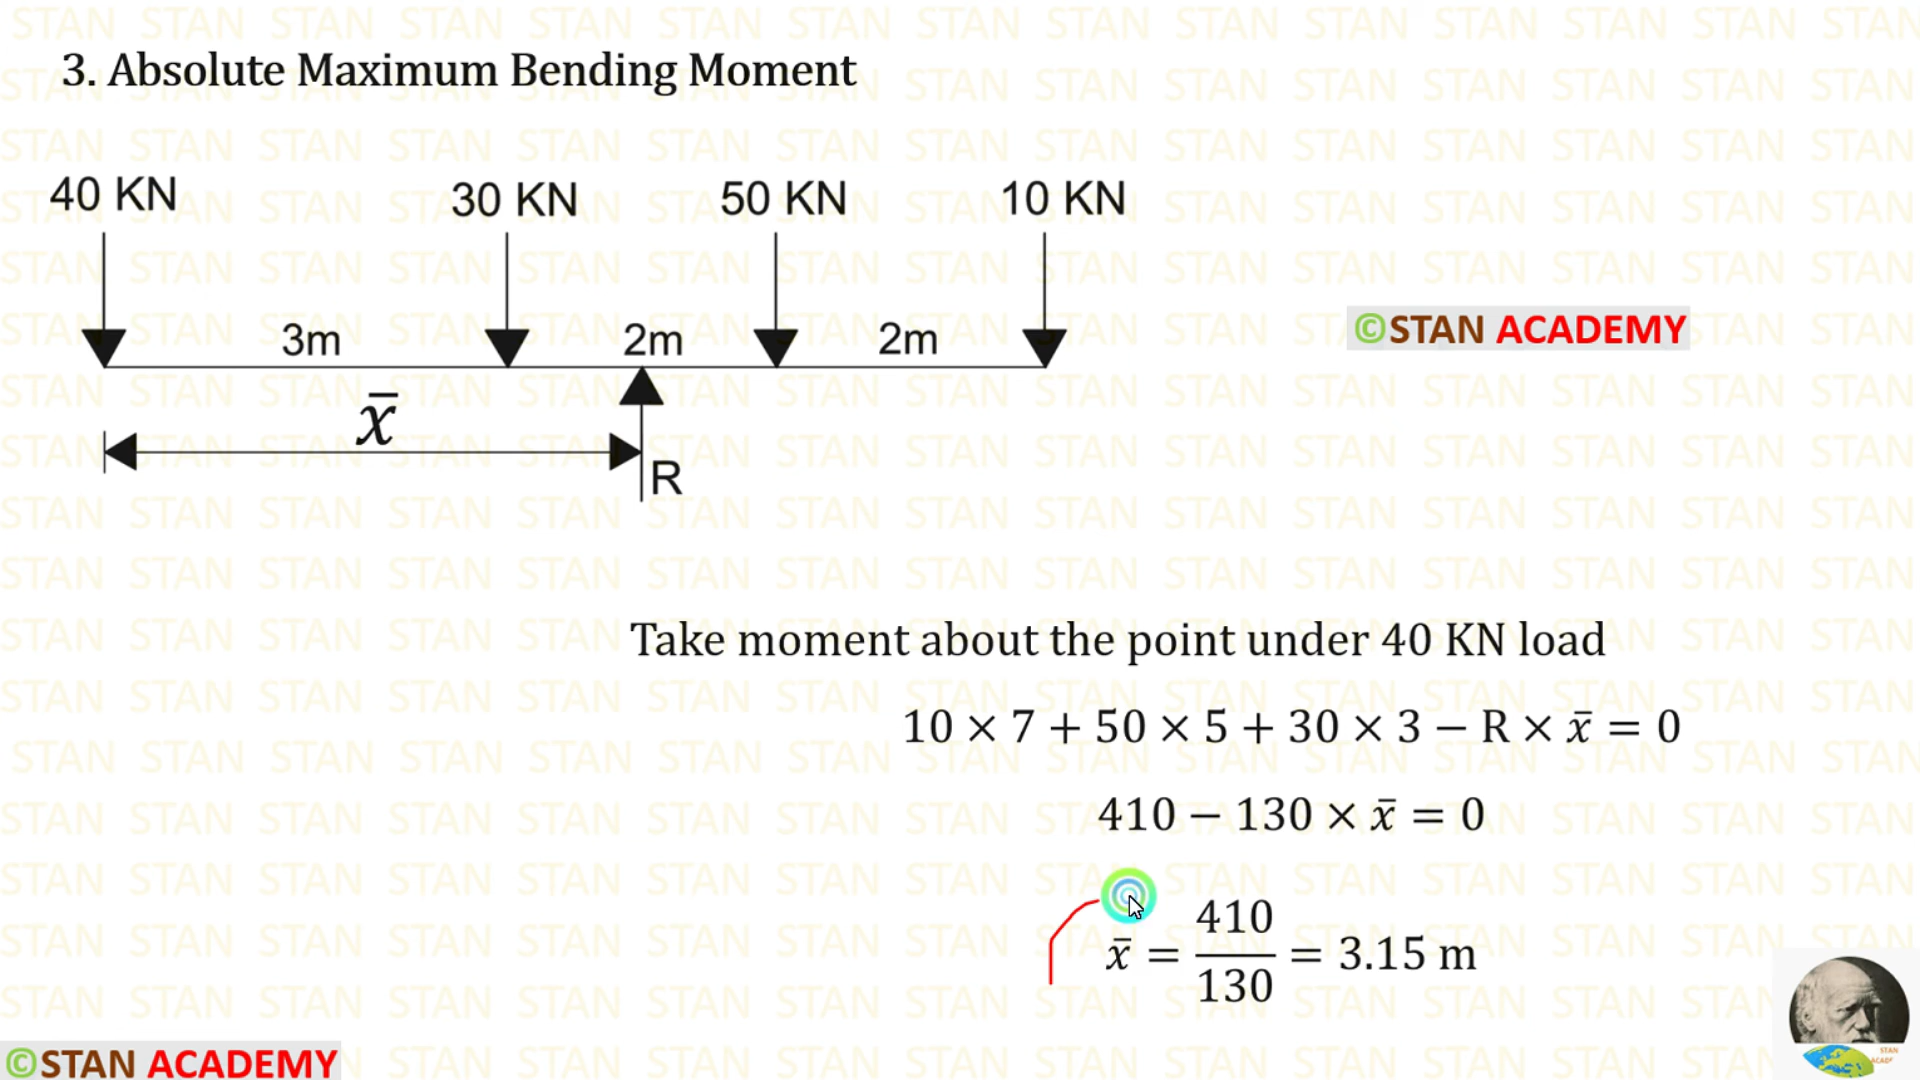 3. Absolute Maximum Bending Moment
40 KN 30 KN 50 KN 10 KN
©STAN ACADEMY
3m 2m 2m
x̄
R
Take moment about the point under 40 KN load
10 × 7 + 50 × 5 + 30 × 3 − R × x̄ = 0
410 − 130 × x̄ = 0
x̄ = 410/130 = 3.15 m
©STAN ACADEMY